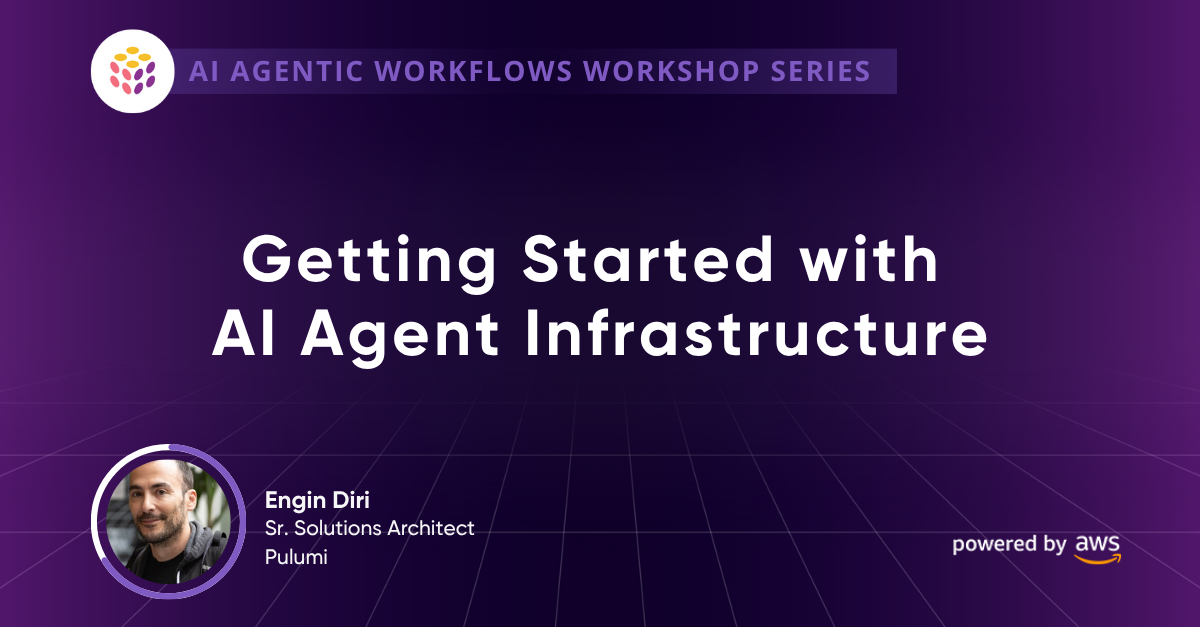 AI AGENTIC WORKFLOWS WORKSHOP SERIES
Getting Started with
AI Agent Infrastructure
Engin Diri
Sr. Solutions Architect
Pulumi
powered by aws